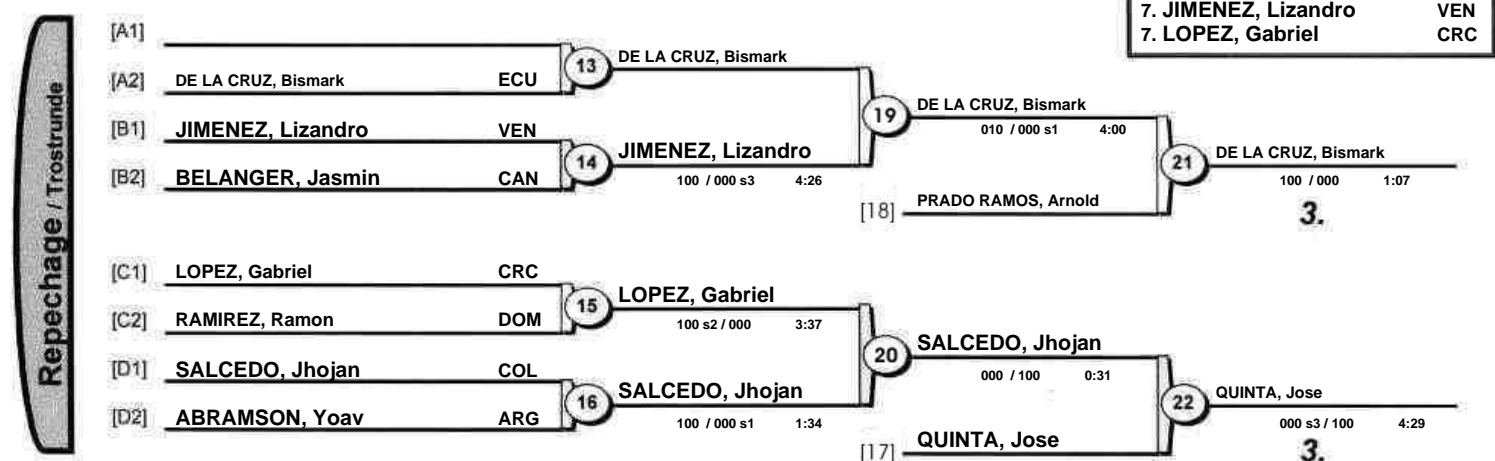 7. JIMENEZ, Lizandro VEN
7. LOPEZ, Gabriel CRC
Repechage / Trostrunde
[A1]
[A2] DE LA CRUZ, Bismark ECU
13 DE LA CRUZ, Bismark
[B1] JIMENEZ, Lizandro VEN
[B2] BELANGER, Jasmin CAN
14 JIMENEZ, Lizandro
100 / 000 s3 4:26
19 DE LA CRUZ, Bismark
010 / 000 s1 4:00
[18] PRADO RAMOS, Arnold
21 DE LA CRUZ, Bismark
100 / 000 1:07
3.
[C1] LOPEZ, Gabriel CRC
[C2] RAMIREZ, Ramon DOM
15 LOPEZ, Gabriel
100 s2 / 000 3:37
[D1] SALCEDO, Jhojan COL
[D2] ABRAMSON, Yoav ARG
16 SALCEDO, Jhojan
100 / 000 s1 1:34
20 SALCEDO, Jhojan
000 / 100 0:31
[17] QUINTA, Jose
22 QUINTA, Jose
000 s3 / 100 4:29
3.